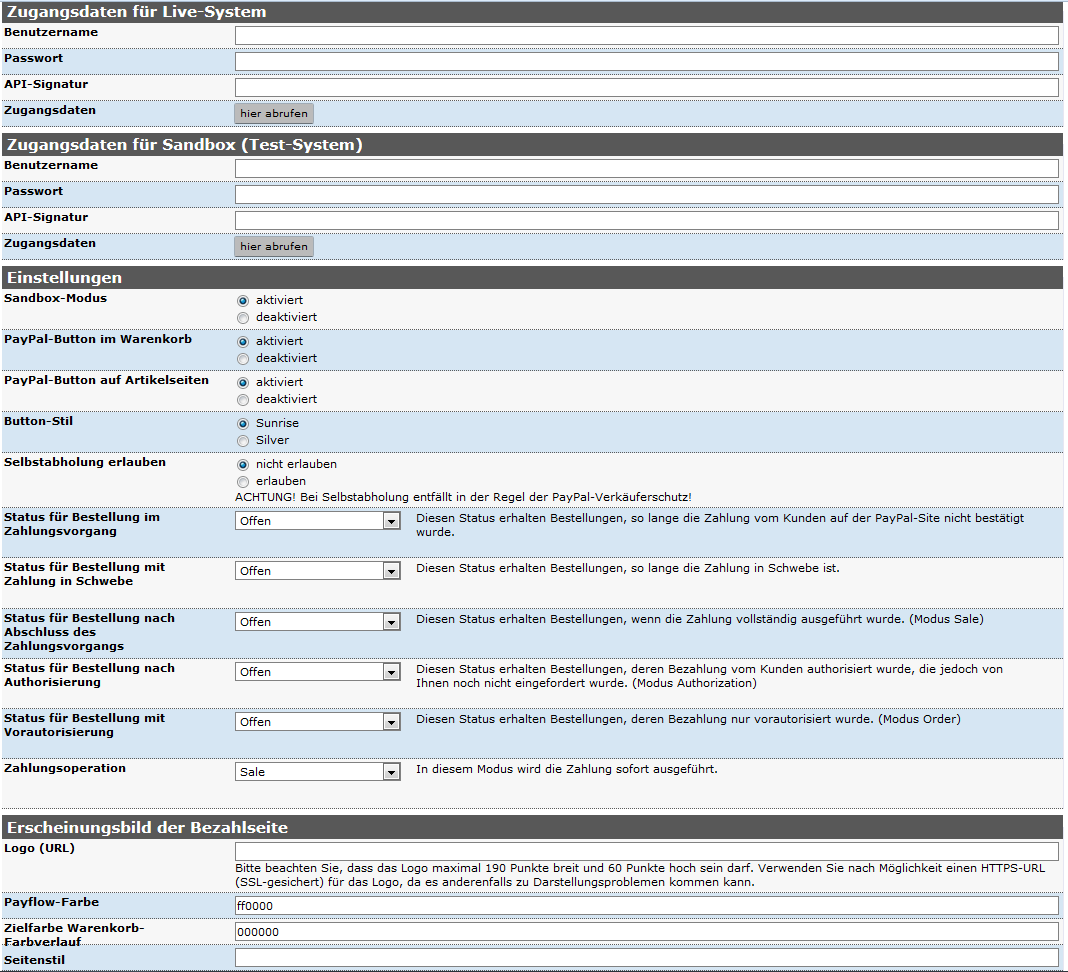 Zugangsdaten für Live-System
Benutzername
Passwort
API-Signatur
Zugangsdaten
hier abrufen
Zugangsdaten für Sandbox (Test-System)
Benutzername
Passwort
API-Signatur
Zugangsdaten
hier abrufen
Einstellungen
Sandbox-Modus
aktiviert
deaktiviert
PayPal-Button im Warenkorb
aktiviert
deaktiviert
PayPal-Button auf Artikelseiten
aktiviert
deaktiviert
Button-Stil
Sunrise
Silver
Selbstabholung erlauben
nicht erlauben
erlauben
ACHTUNG! Bei Selbstabholung entfällt in der Regel der PayPal-Verkäuferschutz!
Status für Bestellung im
Zahlungsvorgang
Offen
Diesen Status erhalten Bestellungen, so lange die Zahlung vom Kunden auf der PayPal-Site nicht bestätigt
wurde.
Status für Bestellung mit
Zahlung in Schwebe
Offen
Diesen Status erhalten Bestellungen, so lange die Zahlung in Schwebe ist.
Status für Bestellung nach
Abschluss des
Zahlungsvorgangs
Offen
Diesen Status erhalten Bestellungen, wenn die Zahlung vollständig ausgeführt wurde. (Modus Sale)
Status für Bestellung nach
Authorisierung
Offen
Diesen Status erhalten Bestellungen, deren Bezahlung vom Kunden authorisiert wurde, die jedoch von
Ihnen noch nicht eingefordert wurde. (Modus Authorization)
Status für Bestellung mit
Vorautorisierung
Offen
Diesen Status erhalten Bestellungen, deren Bezahlung nur vorautorisiert wurde. (Modus Order)
Zahlungsoperation
Sale
In diesem Modus wird die Zahlung sofort ausgeführt.
Erscheinungsbild der Bezahlseite
Logo (URL)
Bitte beachten Sie, dass das Logo maximal 190 Punkte breit und 60 Punkte hoch sein darf. Verwenden Sie nach Möglichkeit einen HTTPS-URL
(SSL-gesichert) für das Logo, da es anderenfalls zu Darstellungsproblemen kommen kann.
Payflow-Farbe
ff0000
Zielfarbe Warenkorb-
Farbverlauf
000000
Seitenstil